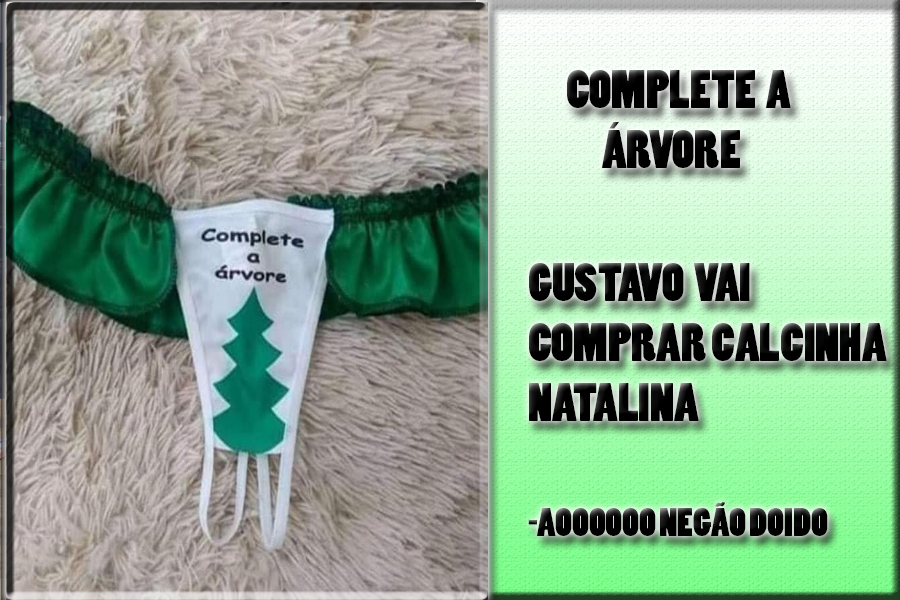 Complete
a
árvore
COMPLETE A
ÁRVORE
GUSTAVO VAI
COMPRAR CALCINHA
NATALINA
-AOOOOOO NEGÃO DOIDO